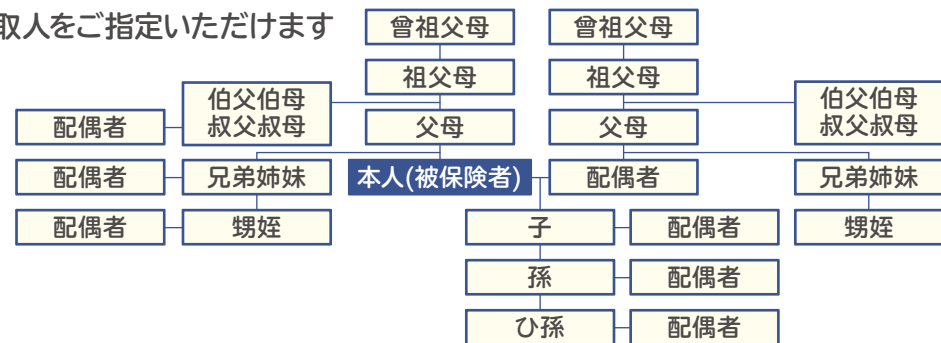 取人をご指定いただけます
曾祖父母
曾祖父母
祖父母
祖父母
伯父伯母
叔父叔母
伯父伯母
叔父叔母
配偶者
父母
父母
配偶者
兄弟姉妹
本人(被保険者)
配偶者
兄弟姉妹
配偶者
甥姪
子
配偶者
甥姪
孫
配偶者
ひ孫
配偶者